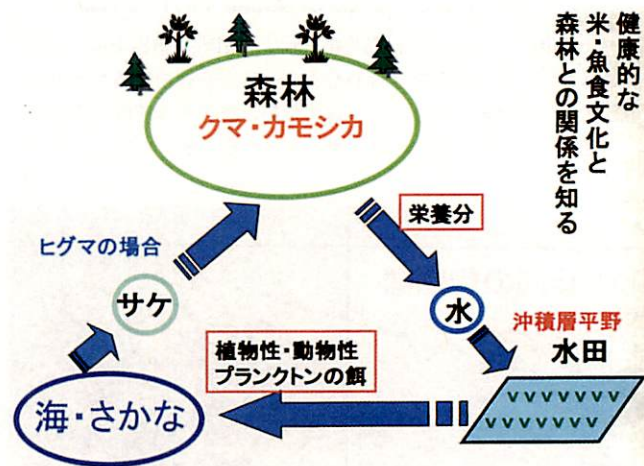 健康的な
米・魚食文化と
森林との関係を知る
森林
クマ・カモシカ
栄養分
ヒグマの場合
サケ
水
沖積層平野
水田
植物性・動物性
プランクトンの餌
海・さかな